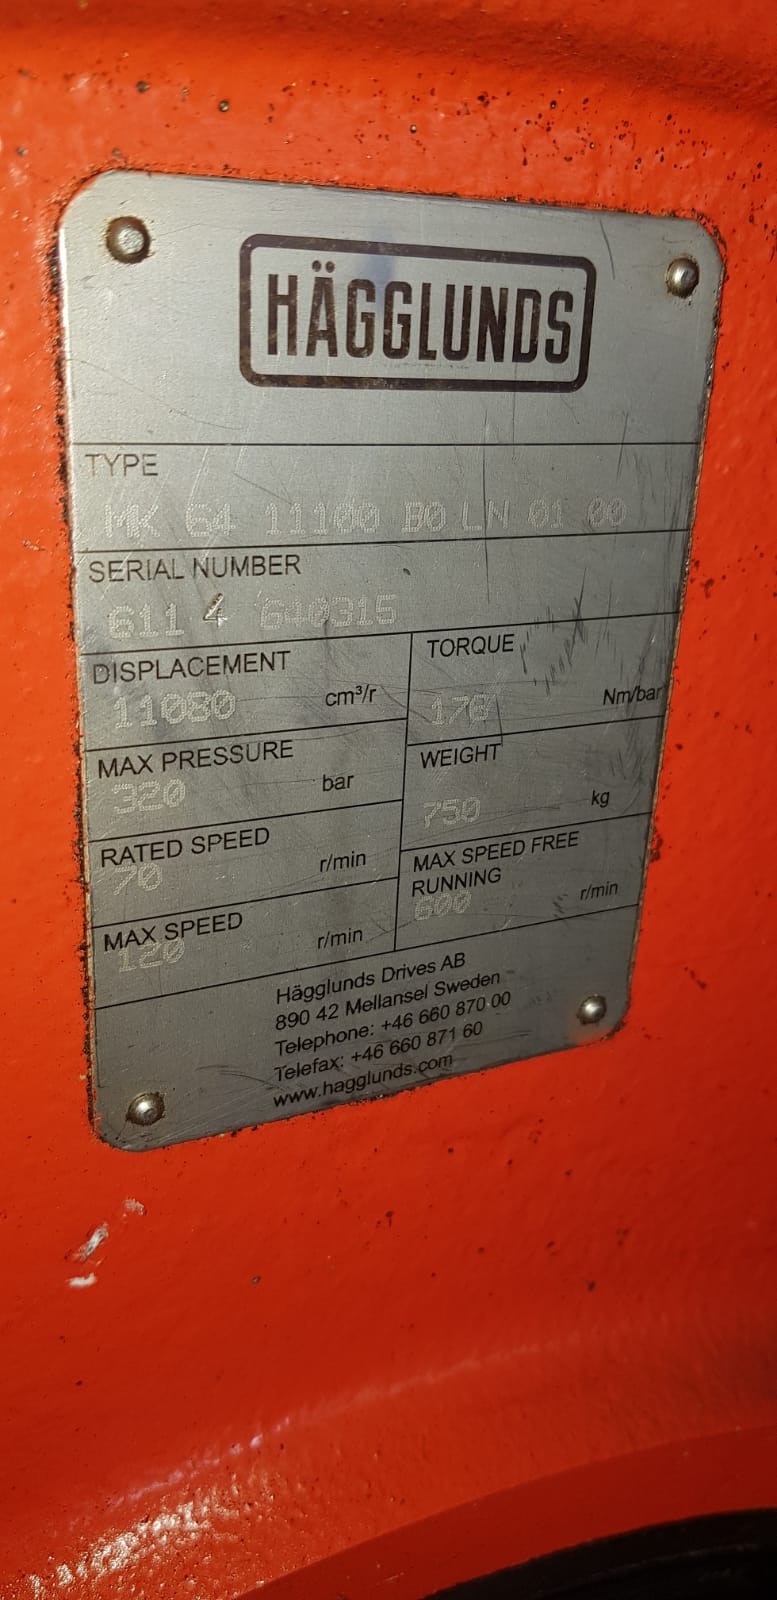 HÄGGLUNDS
TYPE
MK 64 11100 B0 LN 01 00
SERIAL NUMBER
611 4 640315
DISPLACEMENT
11080 cm³/r
TORQUE
176 Nm/bar
MAX PRESSURE
320 bar
WEIGHT
750 kg
RATED SPEED
70 r/min
MAX SPEED FREE
RUNNING
600 r/min
MAX SPEED
120 r/min
Hägglunds Drives AB
890 42 Mellansel Sweden
Telephone: +46 660 870 00
Telefax: +46 660 871 60
www.hagglunds.com